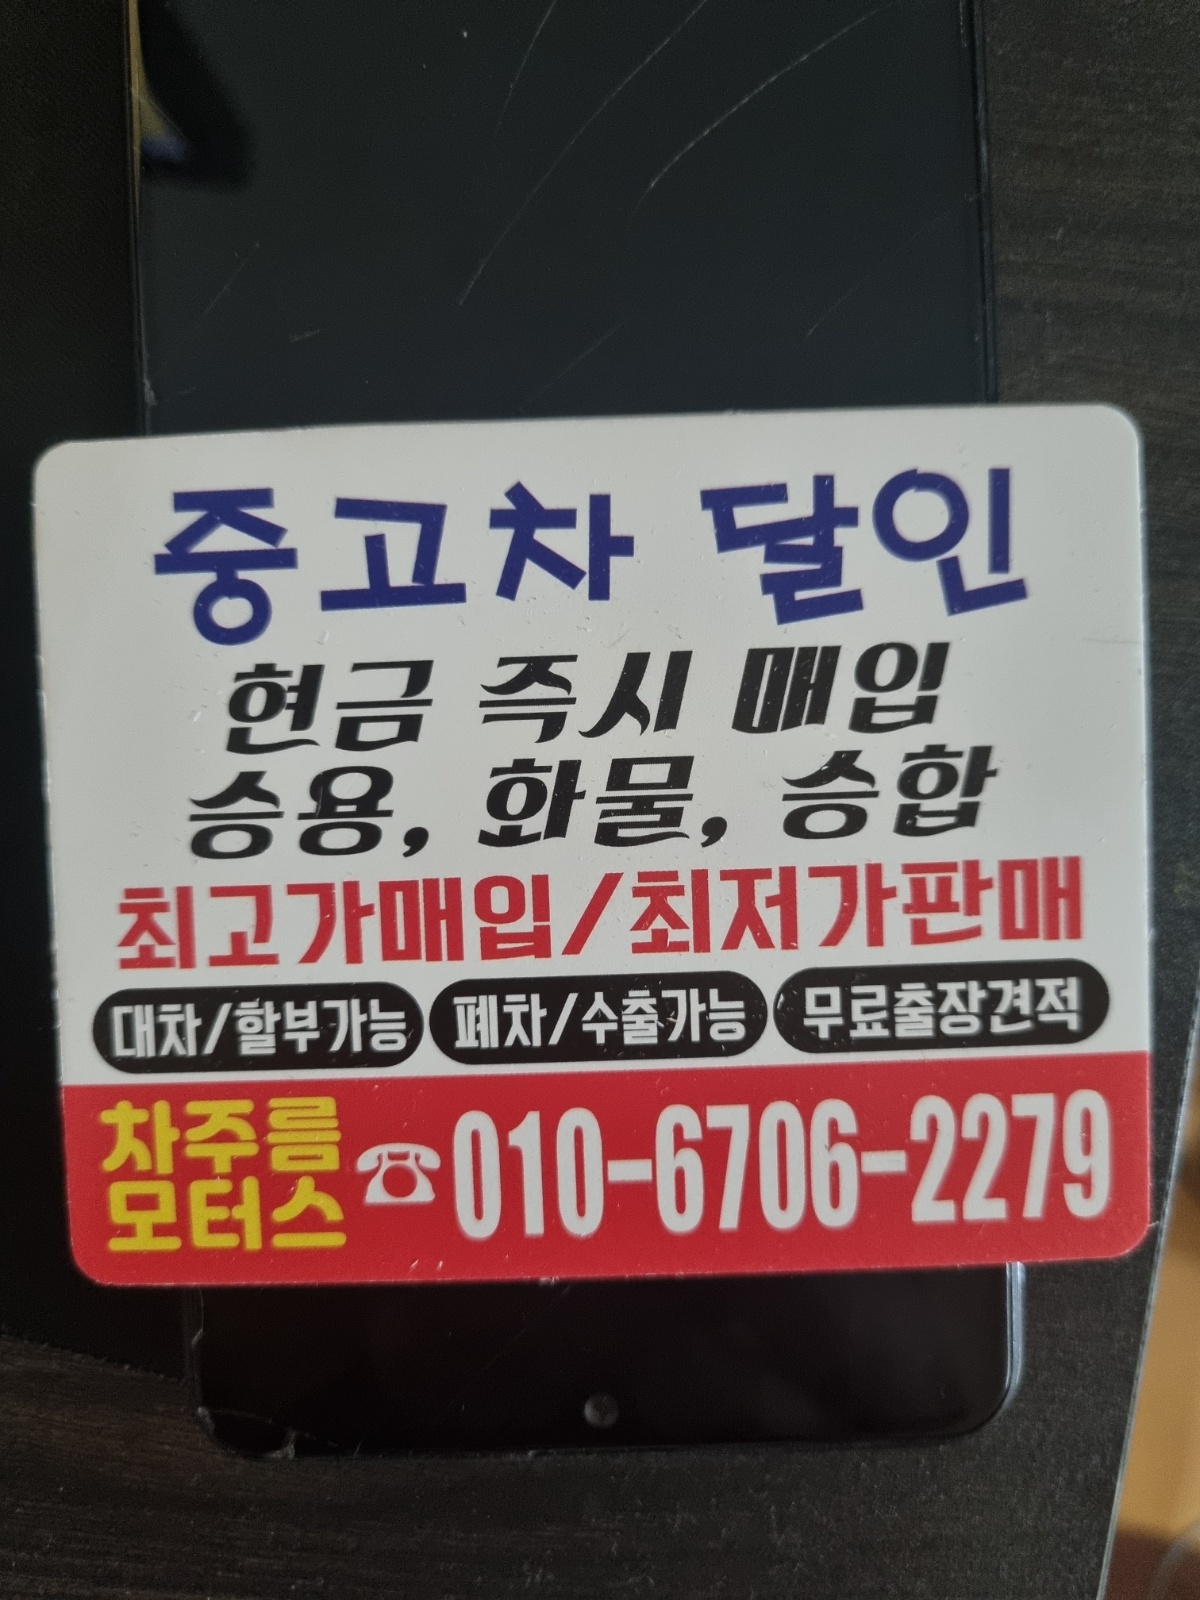 중고차 달인
현금 즉시 매입
승용, 화물, 승합
최고가매입/최저가판매
대차/할부가능 폐차/수출가능 무료출장견적
차주름
모터스
☎010-6706-2279